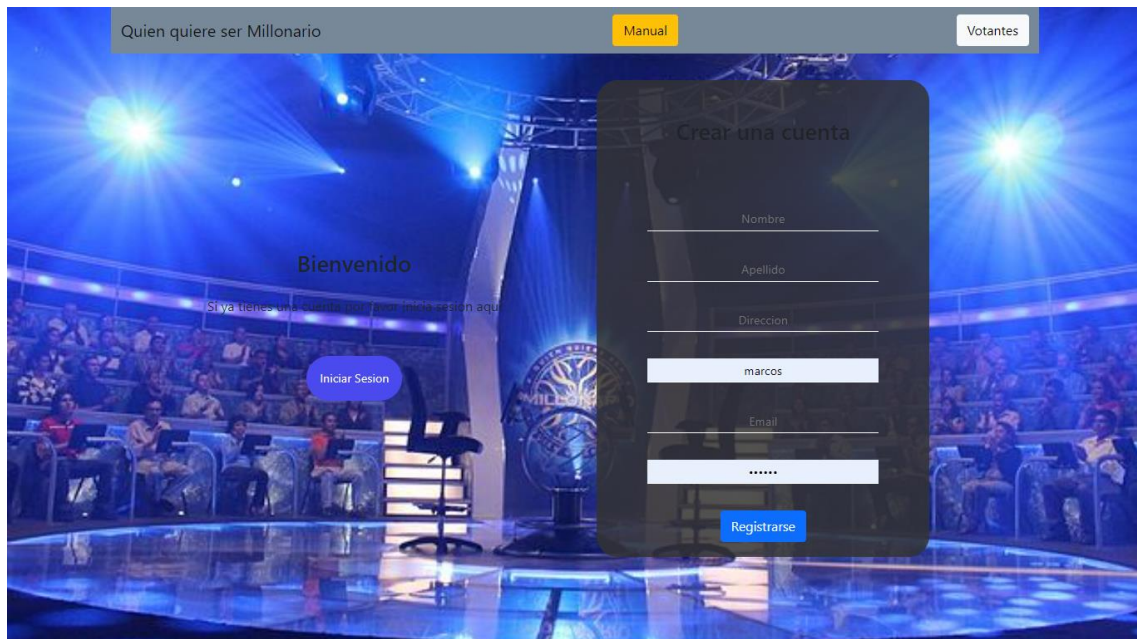 Quien quiere ser Millonario
Manual
Votantes
Crear una cuenta
Nombre
Apellido
Direccion
marcos
Email
••••••
Registrarse
Bienvenido
Si ya tienes una cuenta por favor inicia sesion aqui
Iniciar Sesion